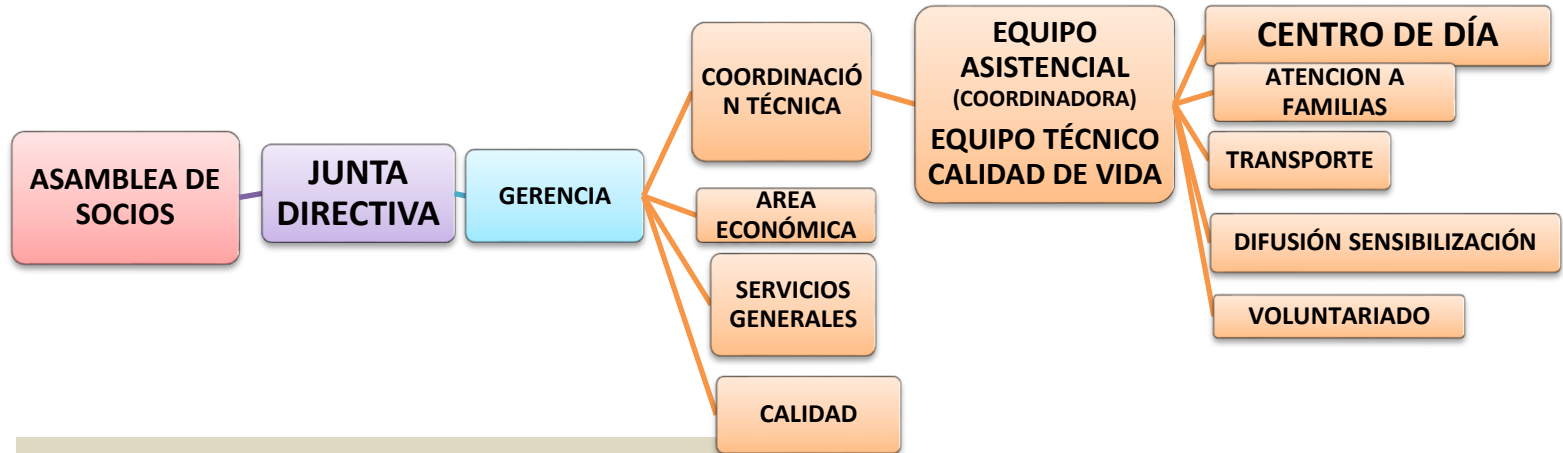 ASAMBLEA DE
SOCIOS
JUNTA
DIRECTIVA
GERENCIA
COORDINACIÓ
N TÉCNICA
AREA
ECONÓMICA
SERVICIOS
GENERALES
CALIDAD
EQUIPO
ASISTENCIAL
(COORDINADORA)
EQUIPO TÉCNICO
CALIDAD DE VIDA
CENTRO DE DÍA
ATENCION A
FAMILIAS
TRANSPORTE
DIFUSIÓN SENSIBILIZACIÓN
VOLUNTARIADO